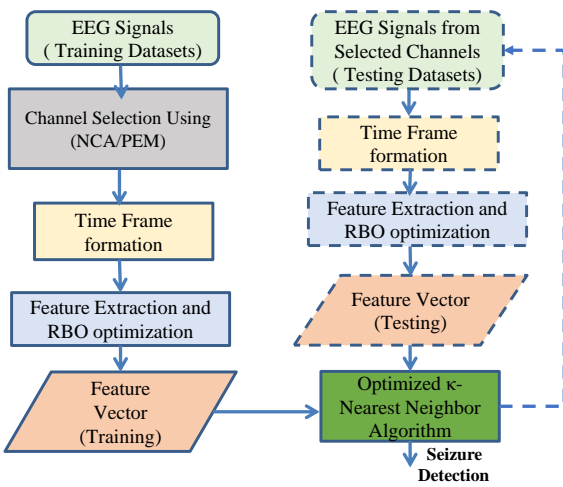 EEG Signals
( Training Datasets)
Channel Selection Using
(NCA/PEM)
Time Frame
formation
Feature Extraction and
RBO optimization
Feature
Vector
(Training)
EEG Signals from
Selected Channels
( Testing Datasets)
Time Frame
formation
Feature Extraction and
RBO optimization
Feature Vector
(Testing)
Optimized κ-
Nearest Neighbor
Algorithm
Seizure
Detection